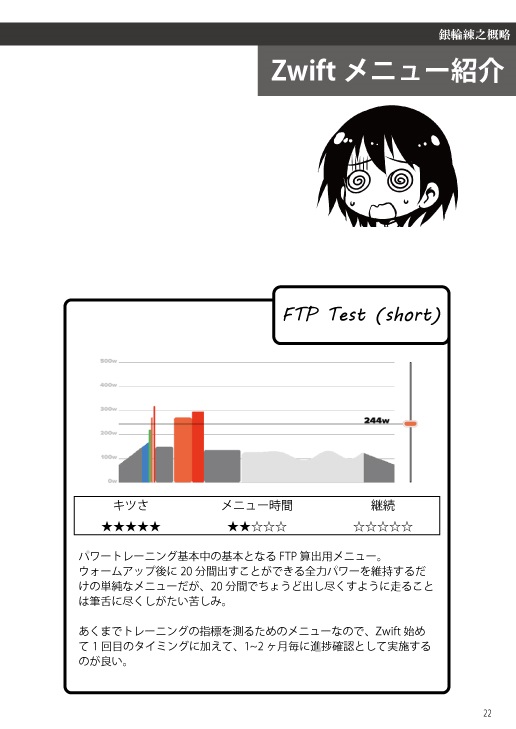 銀輪練之概略
Zwift メニュー紹介
FTP Test (short)
500w
400w
300w
244w
200w
100w
0w
キツさ メニュー時間 継続
★★★★★ ★★☆☆☆ ☆☆☆☆☆
パワートレーニング基本中の基本となる FTP 算出用メニュー。
ウォームアップ後に 20 分間出すことができる全力パワーを維持するだ
けの単純なメニューだが、20 分間でちょうど出し尽くすように走ること
は筆舌に尽くしがたい苦しみ。
あくまでトレーニングの指標を測るためのメニューなので、Zwift 始め
て 1 回目のタイミングに加えて、1~2 ヶ月毎に進捗確認として実施する
のが良い。
22